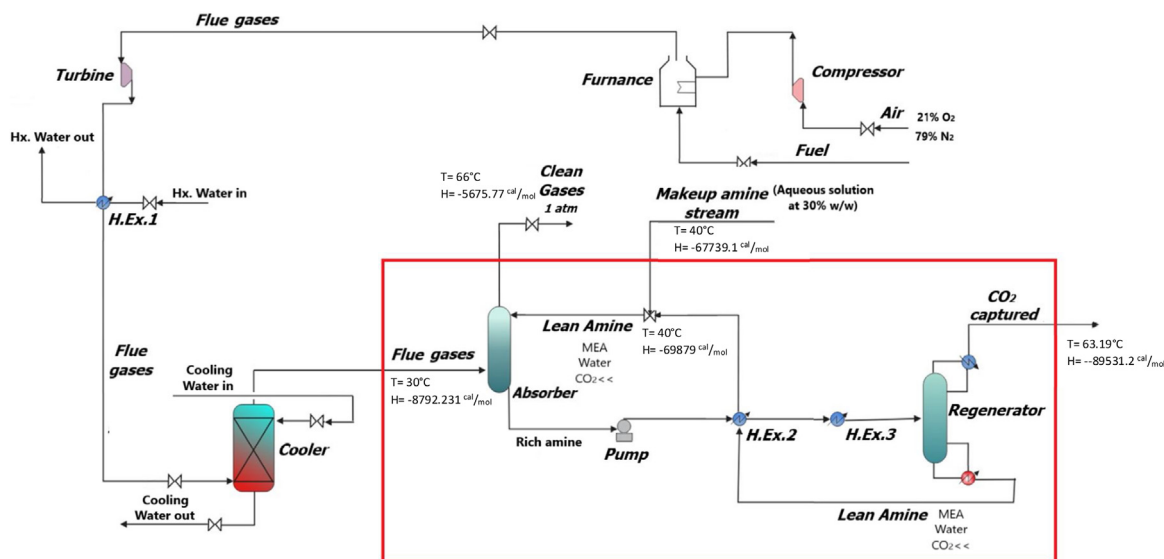 Flue gases
Turbine
Furnance
Compressor
Air
21% O₂
79% N₂
Fuel
Hx. Water out
Hx. Water in
H.Ex.1
T= 66°C
H= -5675.77 cal/mol
Clean
Gases
1 atm
Makeup amine
stream
(Aqueous solution
at 30% w/w)
T= 40°C
H= -67739.1 cal/mol
CO₂
captured
T= 63.19°C
H= --89531.2 cal/mol
Lean Amine
MEA
Water
CO₂<<
T= 40°C
H= -69879 cal/mol
Flue gases
T= 30°C
H= -8792.231 cal/mol
Absorber
Flue
gases
Cooling
Water in
Cooler
Cooling
Water out
Rich amine
Pump
H.Ex.2
H.Ex.3
Regenerator
Lean Amine
MEA
Water
CO₂<<